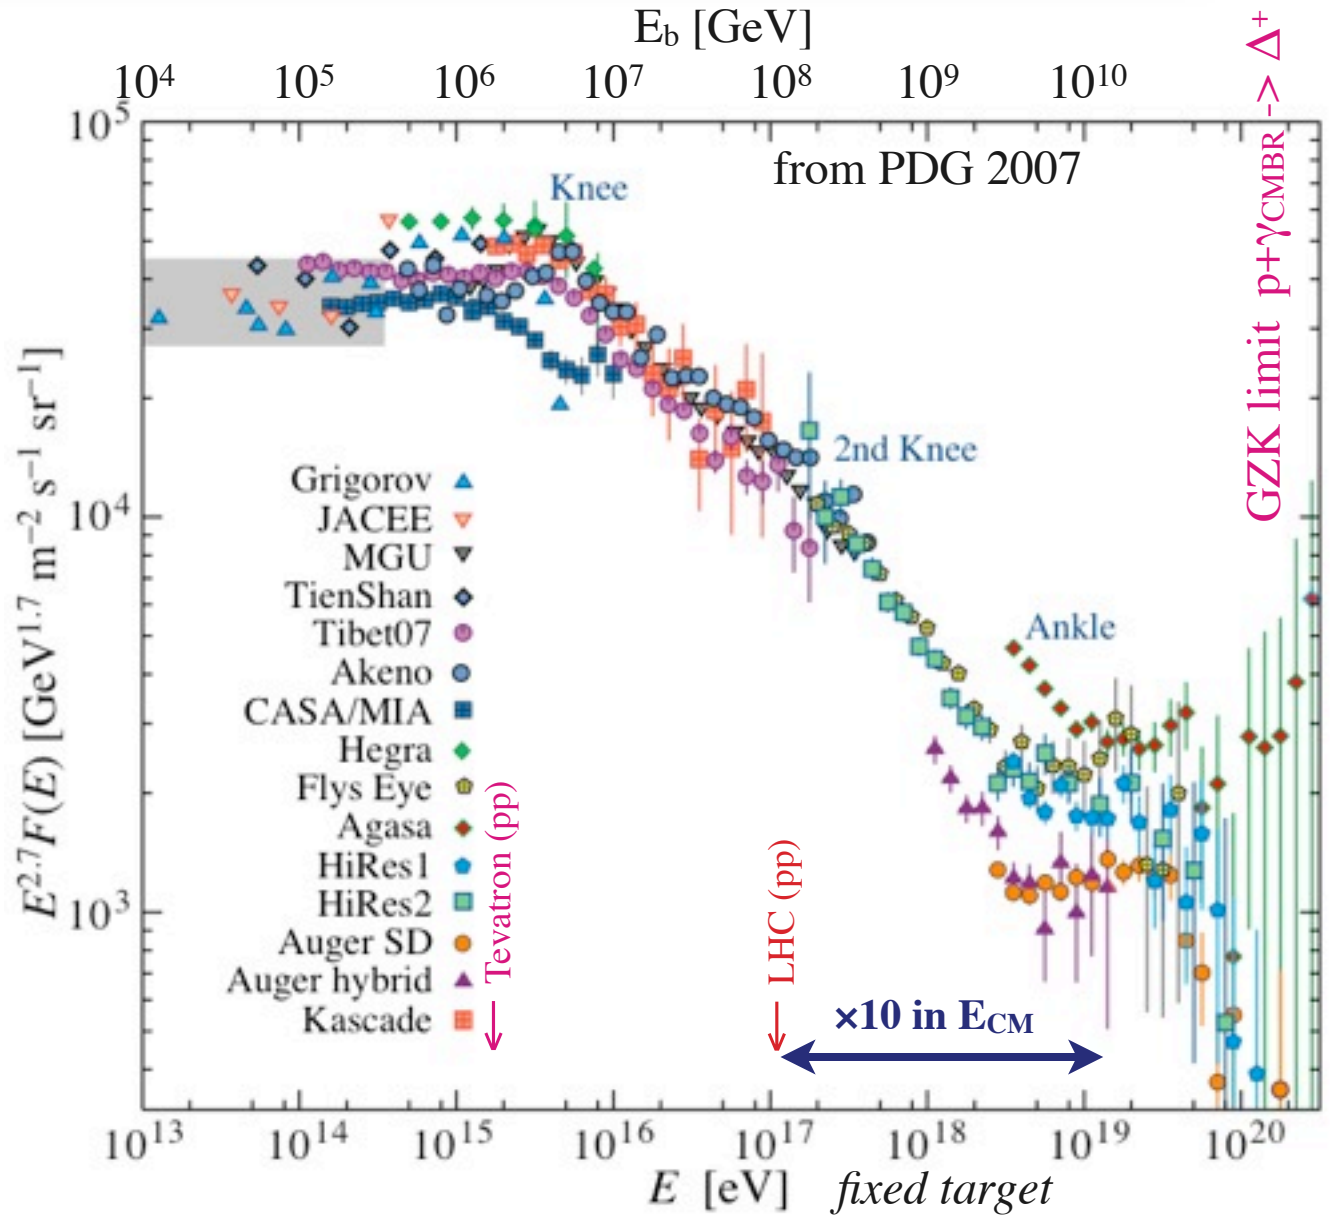 E_b [GeV]
10^4 10^5 10^6 10^7 10^8 10^9 10^10
GZK limit p+γ_CMBR -> Δ^+
from PDG 2007
Knee
2nd Knee
Ankle
10^5
10^4
10^3
E^2.7 F(E) [GeV^1.7 m^−2 s^−1 sr^−1]
Grigorov
JACEE
MGU
TienShan
Tibet07
Akeno
CASA/MIA
Hegra
Flys Eye
Agasa
HiRes1
HiRes2
Auger SD
Auger hybrid
Kascade
Tevatron (pp)
LHC (pp)
×10 in E_CM
10^13 10^14 10^15 10^16 10^17 10^18 10^19 10^20
E [eV] fixed target